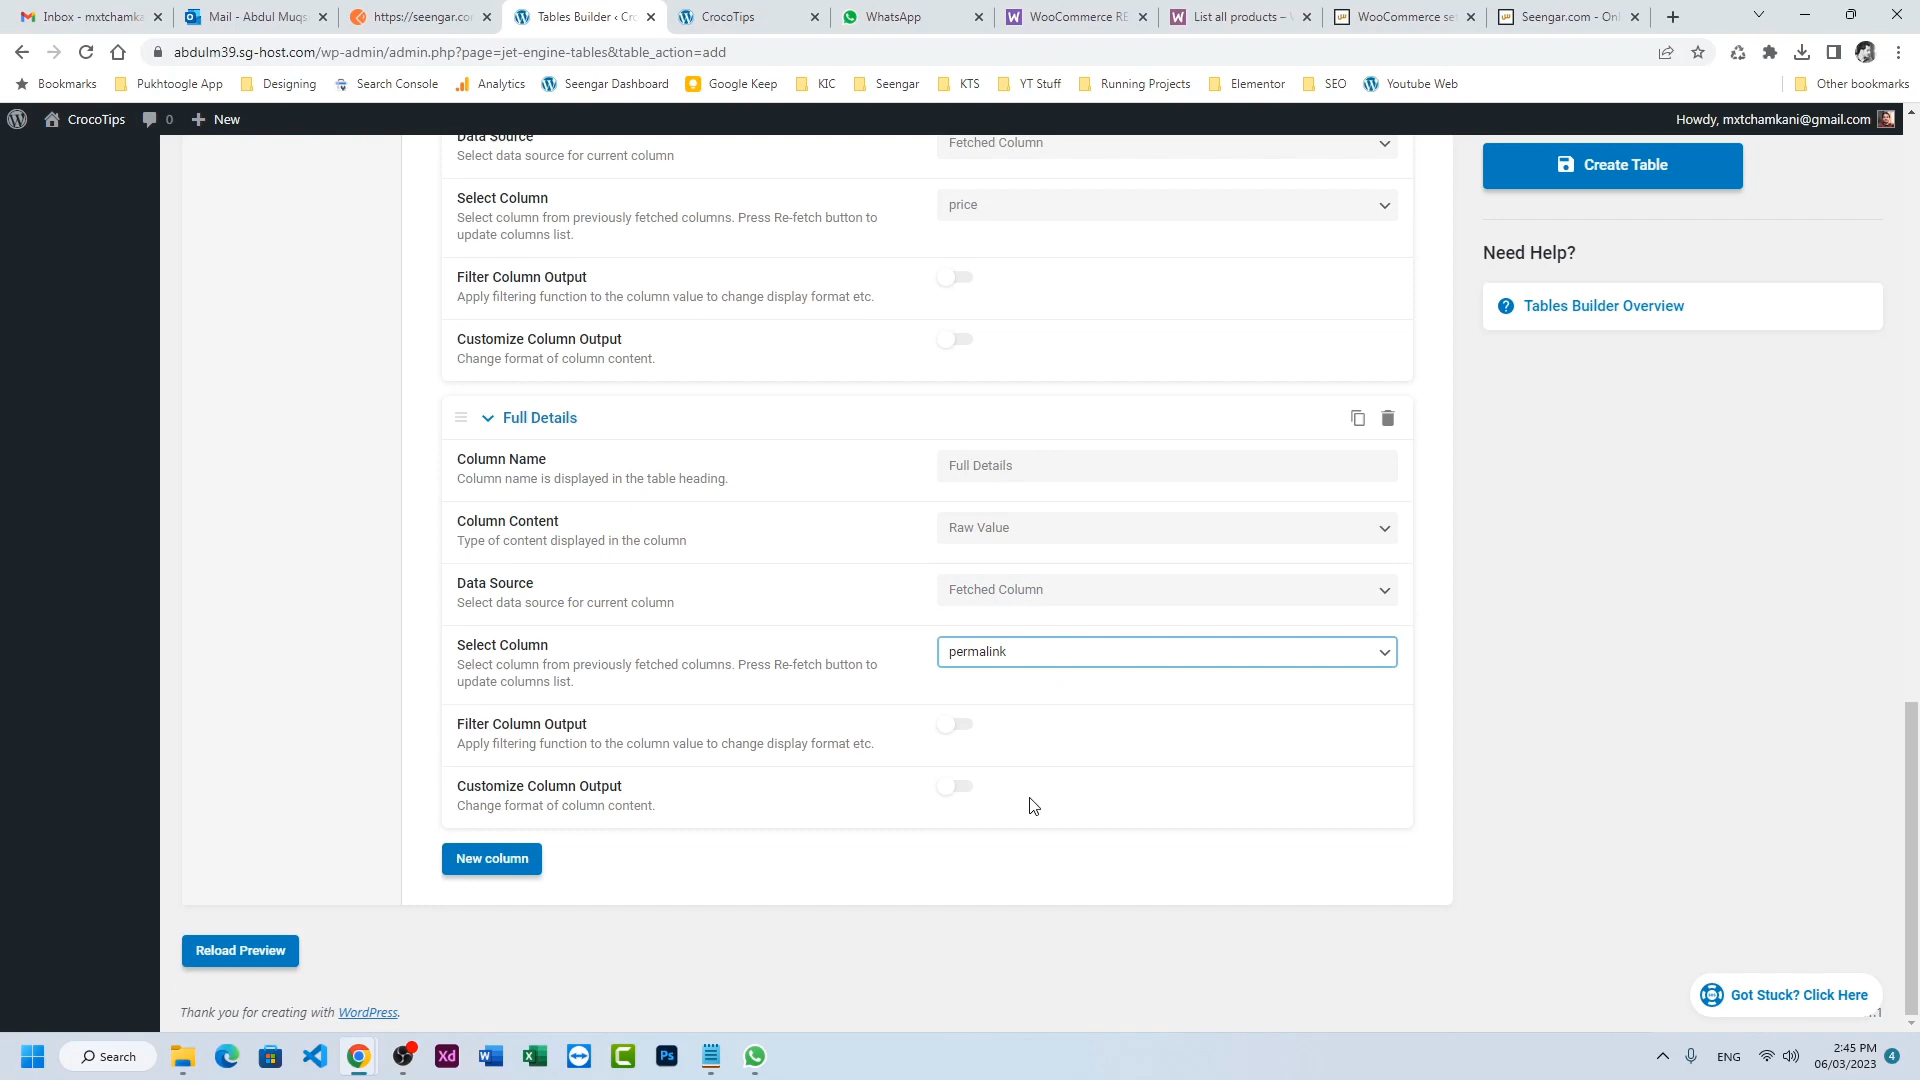 Inbox - mxtchamka
Mail - Abdul Muqs
https://seengar.co
Tables Builder ‹ Cr
CrocoTips
WhatsApp
WooCommerce RE
List all products –
WooCommerce se
Seengar.com - Onl
abdulm39.sg-host.com/wp-admin/admin.php?page=jet-engine-tables&table_action=add
Bookmarks
Pukhtoogle App
Designing
Search Console
Analytics
Seengar Dashboard
Google Keep
KIC
Seengar
KTS
YT Stuff
Running Projects
Elementor
SEO
Youtube Web
Other bookmarks
CrocoTips
0
New
Howdy, mxtchamkani@gmail.com
Data Source
Select data source for current column
Fetched Column
Select Column
Select column from previously fetched columns. Press Re-fetch button to
update columns list.
price
Filter Column Output
Apply filtering function to the column value to change display format etc.
Customize Column Output
Change format of column content.
Create Table
Need Help?
Tables Builder Overview
Full Details
Column Name
Column name is displayed in the table heading.
Full Details
Column Content
Type of content displayed in the column
Raw Value
Data Source
Select data source for current column
Fetched Column
Select Column
Select column from previously fetched columns. Press Re-fetch button to
update columns list.
permalink
Filter Column Output
Apply filtering function to the column value to change display format etc.
Customize Column Output
Change format of column content.
New column
Reload Preview
Thank you for creating with WordPress.
Got Stuck? Click Here
Search
Xd
Ps
ENG
2:45 PM
06/03/2023
4